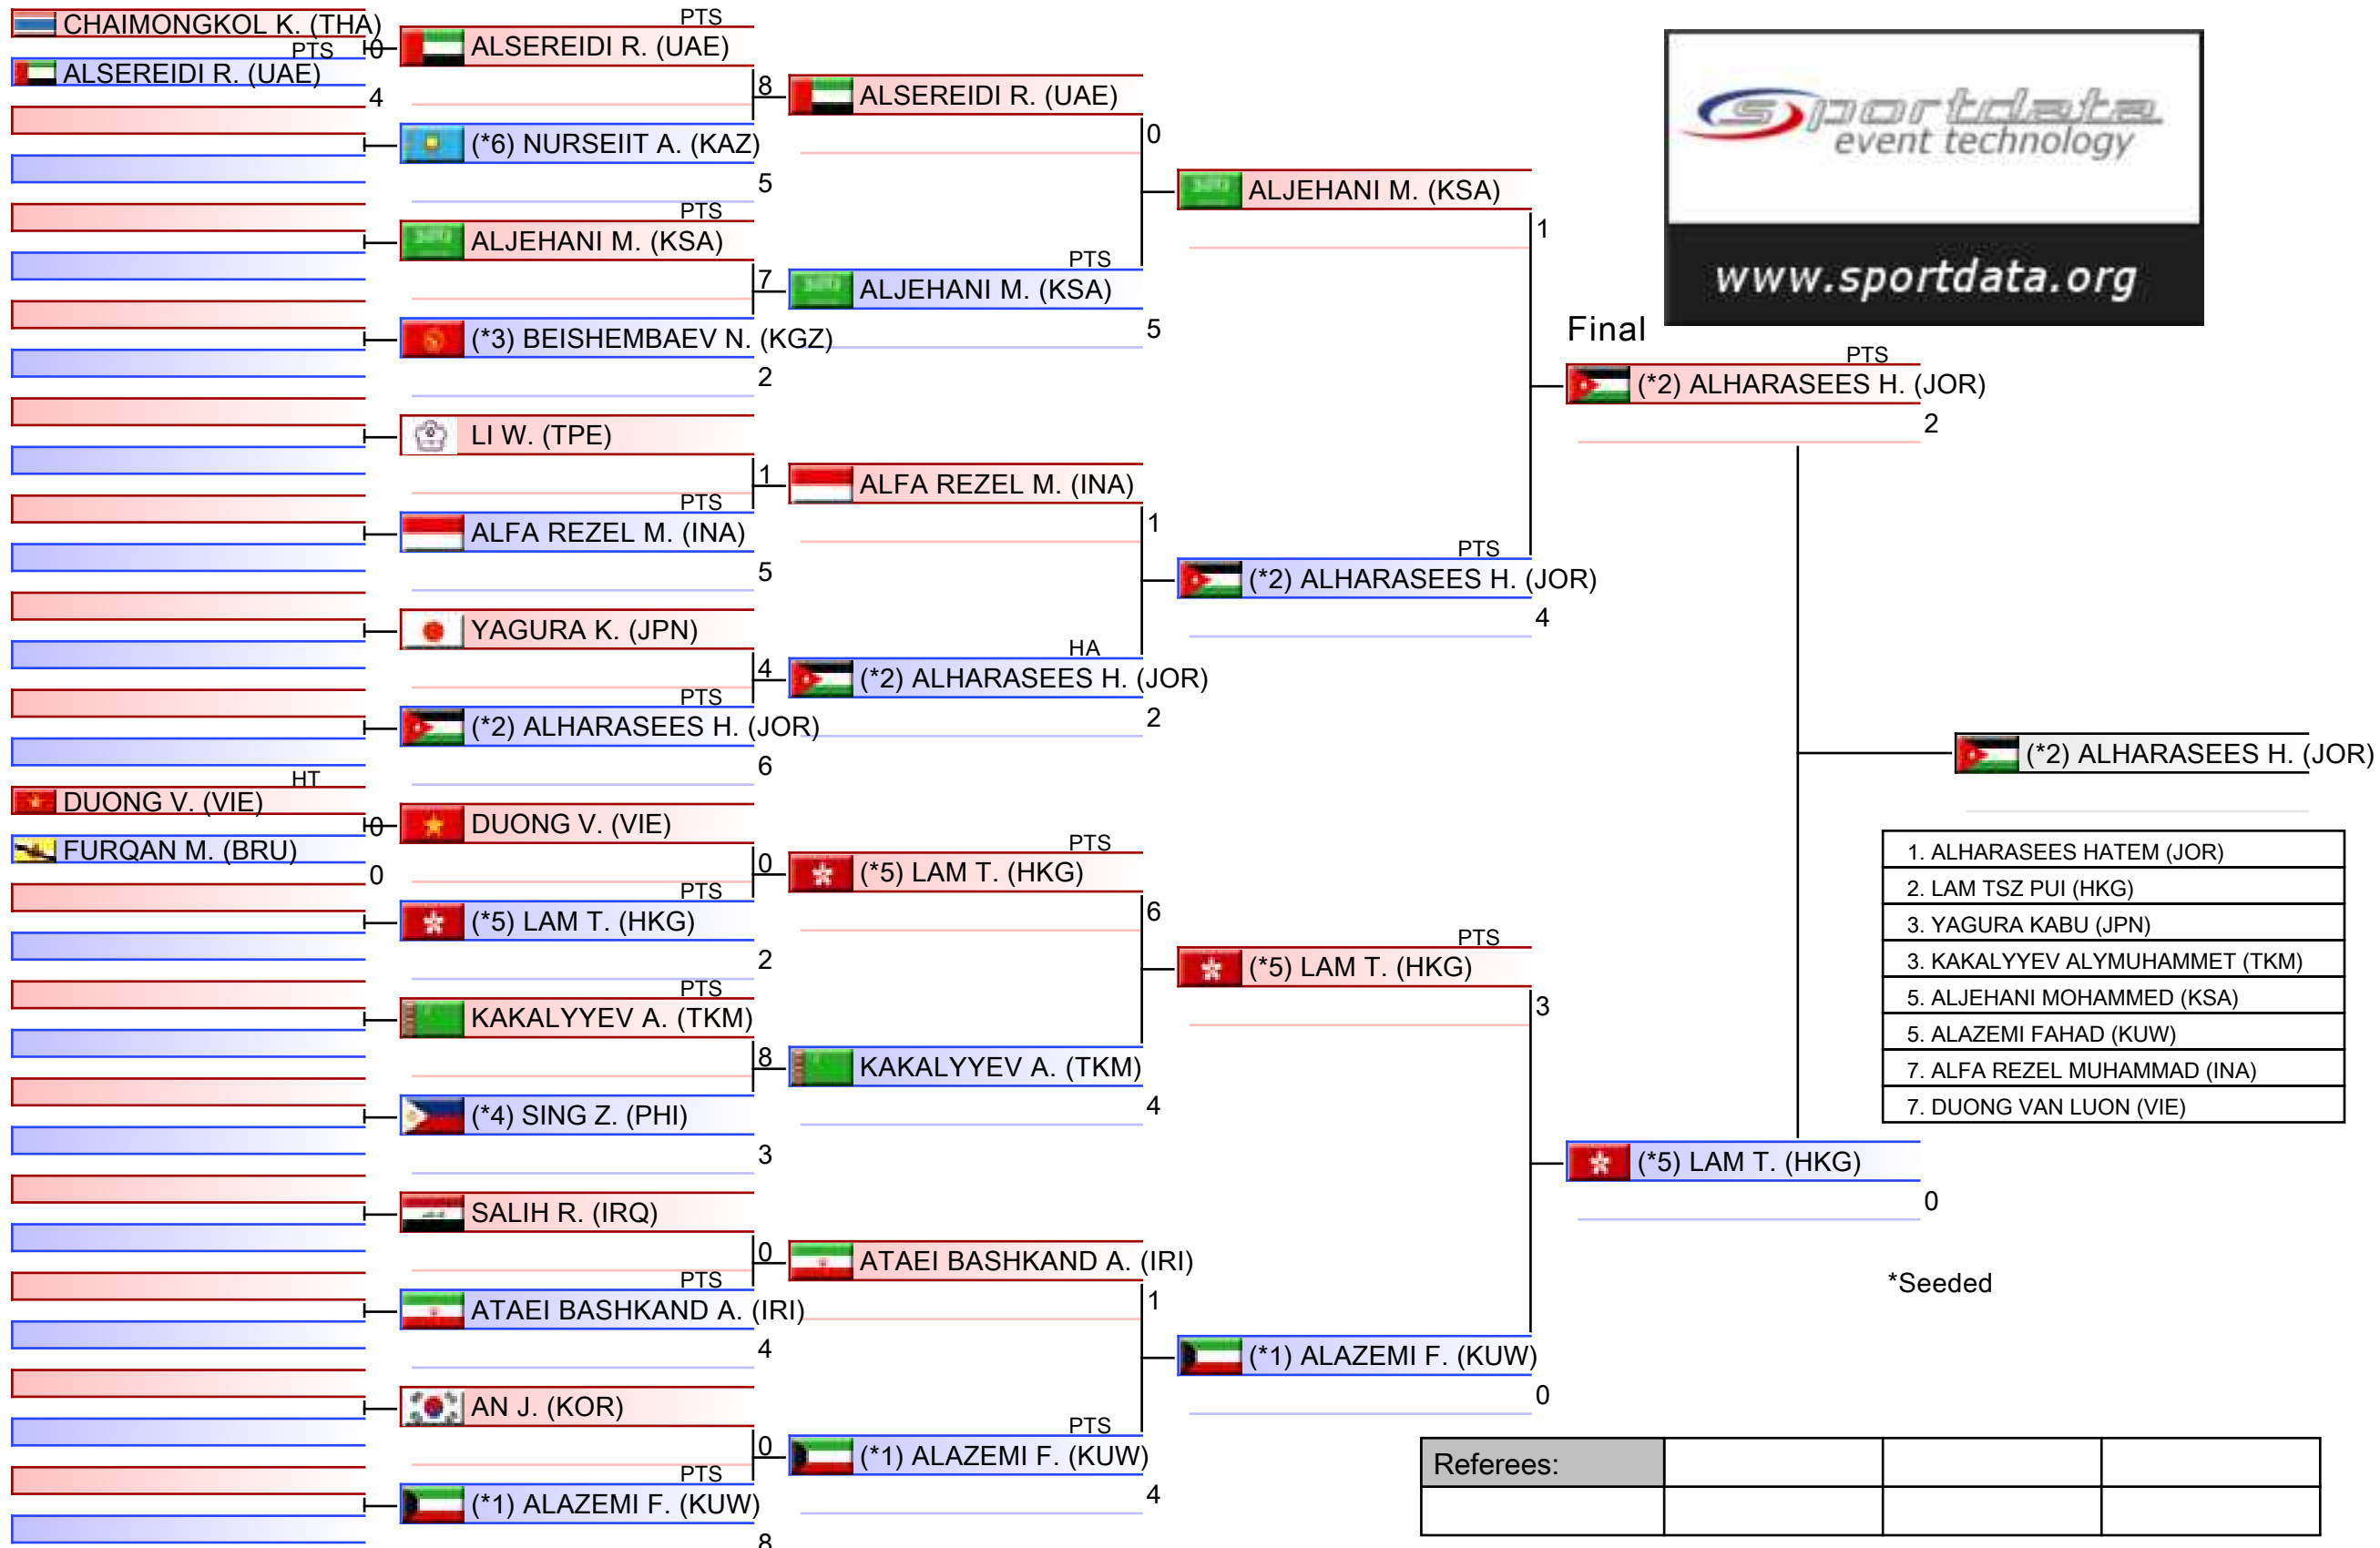 CHAIMONGKOL K. (THA)
0
PTS
ALSEREIDI R. (UAE)
4
DUONG V. (VIE)
HT
0
FURQAN M. (BRU)
0
PTS
ALSEREIDI R. (UAE)
8
(*6) NURSEIIT A. (KAZ)
5
PTS
ALJEHANI M. (KSA)
7
(*3) BEISHEMBAEV N. (KGZ)
2
LI W. (TPE)
1
PTS
ALFA REZEL M. (INA)
5
YAGURA K. (JPN)
4
PTS
(*2) ALHARASEES H. (JOR)
6
DUONG V. (VIE)
0
PTS
(*5) LAM T. (HKG)
2
PTS
KAKALYYEV A. (TKM)
8
(*4) SING Z. (PHI)
3
SALIH R. (IRQ)
0
PTS
ATAEI BASHKAND A. (IRI)
4
AN J. (KOR)
0
PTS
(*1) ALAZEMI F. (KUW)
8
ALSEREIDI R. (UAE)
0
PTS
ALJEHANI M. (KSA)
5
ALFA REZEL M. (INA)
1
HA
(*2) ALHARASEES H. (JOR)
2
PTS
(*5) LAM T. (HKG)
6
KAKALYYEV A. (TKM)
4
ATAEI BASHKAND A. (IRI)
1
PTS
(*1) ALAZEMI F. (KUW)
4
ALJEHANI M. (KSA)
1
PTS
(*2) ALHARASEES H. (JOR)
4
PTS
(*5) LAM T. (HKG)
3
(*1) ALAZEMI F. (KUW)
0
Final
PTS
(*2) ALHARASEES H. (JOR)
2
(*5) LAM T. (HKG)
0
(*2) ALHARASEES H. (JOR)
sportdata
event technology
www.sportdata.org
1. ALHARASEES HATEM (JOR)
2. LAM TSZ PUI (HKG)
3. YAGURA KABU (JPN)
3. KAKALYYEV ALYMUHAMMET (TKM)
5. ALJEHANI MOHAMMED (KSA)
5. ALAZEMI FAHAD (KUW)
7. ALFA REZEL MUHAMMAD (INA)
7. DUONG VAN LUON (VIE)
*Seeded
Referees: